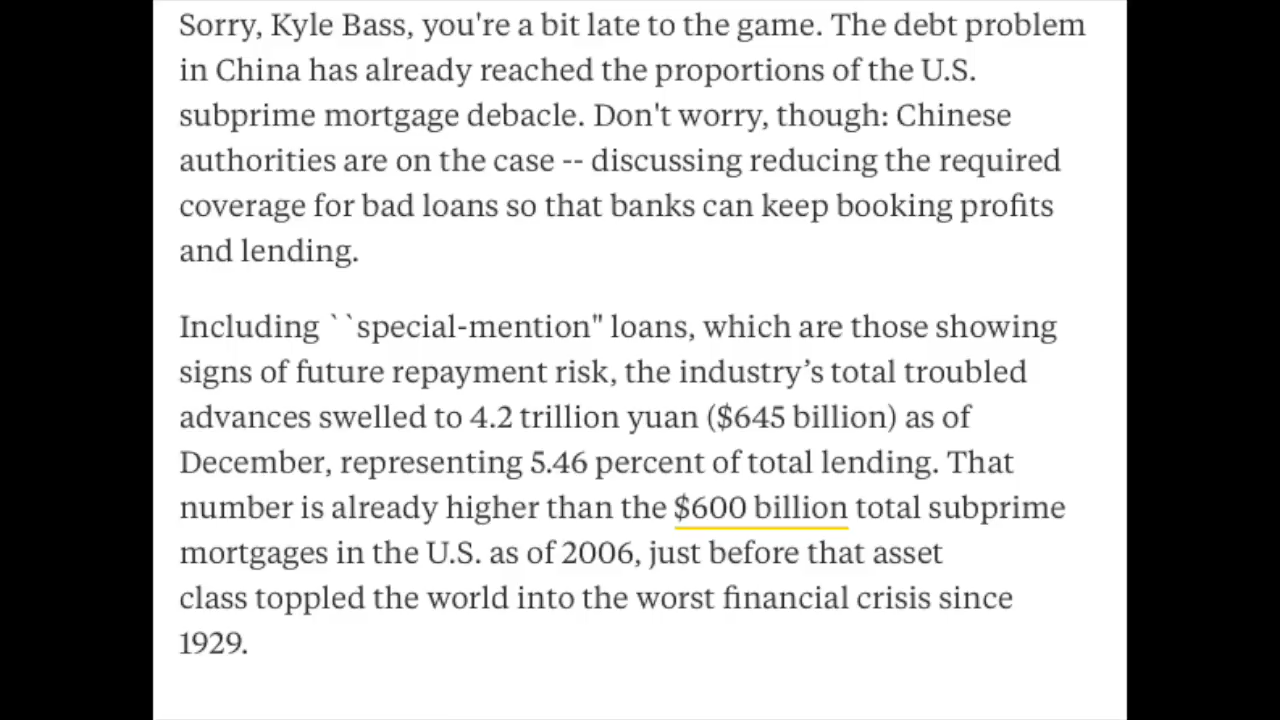 Sorry, Kyle Bass, you're a bit late to the game. The debt problem
in China has already reached the proportions of the U.S.
subprime mortgage debacle. Don't worry, though: Chinese
authorities are on the case -- discussing reducing the required
coverage for bad loans so that banks can keep booking profits
and lending.
Including ``special-mention" loans, which are those showing
signs of future repayment risk, the industry’s total troubled
advances swelled to 4.2 trillion yuan ($645 billion) as of
December, representing 5.46 percent of total lending. That
number is already higher than the $600 billion total subprime
mortgages in the U.S. as of 2006, just before that asset
class toppled the world into the worst financial crisis since
1929.